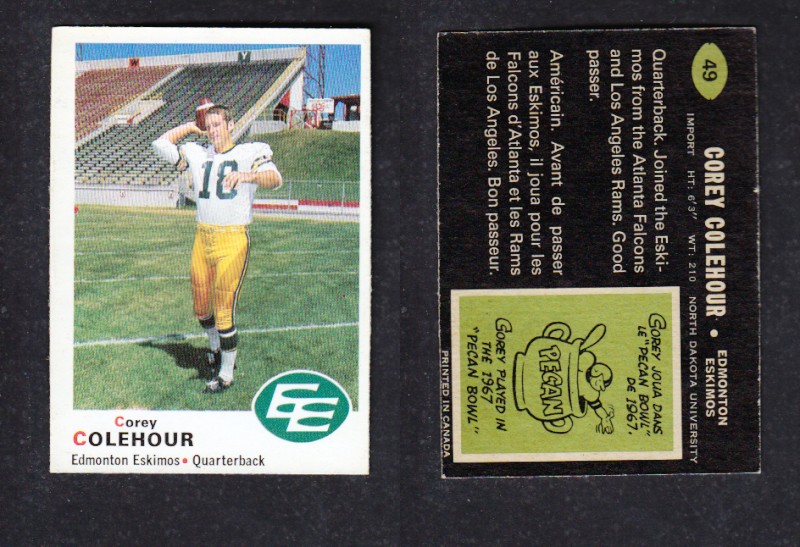 18
EE
Corey
COLEHOUR
Edmonton Eskimos • Quarterback
49
COREY COLEHOUR • EDMONTON
ESKIMOS
IMPORT HT: 6'3" WT: 210 NORTH DAKOTA UNIVERSITY
Quarterback. Joined the Eski-
mos from the Atlanta Falcons
and Los Angeles Rams. Good
passer.
Américain. Avant de passer
aux Eskimos, il joua pour les
Falcons d'Atlanta et les Rams
de Los Angeles. Bon passeur.
COREY JOUA DANS
LE "PECAN BOWL"
DE 1967.
PECAN
COREY PLAYED IN
THE 1967
"PECAN BOWL"
PRINTED IN CANADA